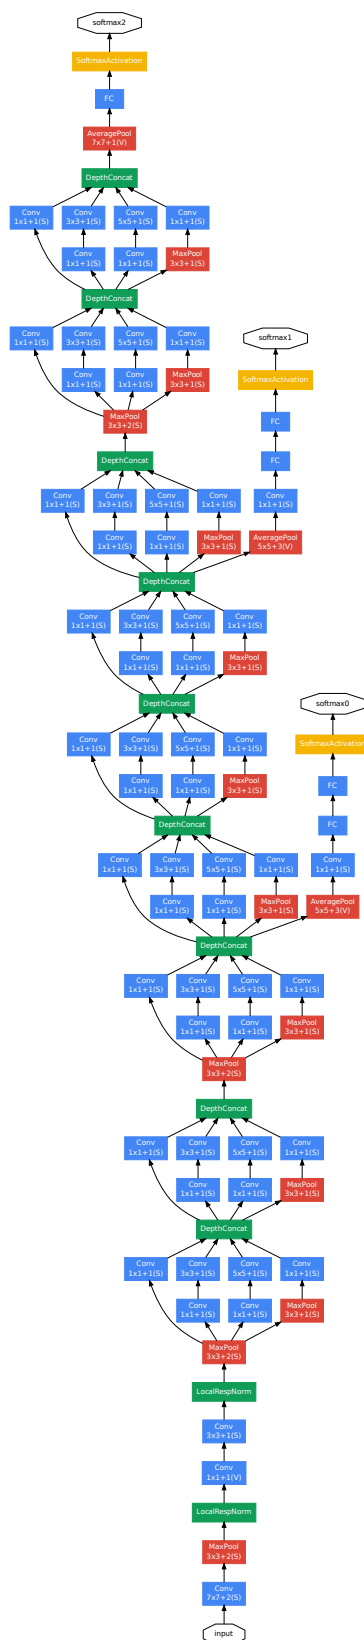 softmax2
SoftmaxActivation
FC
AveragePool
7x7+1(V)
DepthConcat
Conv
1x1+1(S)
Conv
3x3+1(S)
Conv
5x5+1(S)
Conv
1x1+1(S)
Conv
1x1+1(S)
Conv
1x1+1(S)
MaxPool
3x3+1(S)
DepthConcat
Conv
1x1+1(S)
Conv
3x3+1(S)
Conv
5x5+1(S)
Conv
1x1+1(S)
softmax1
Conv
1x1+1(S)
Conv
1x1+1(S)
MaxPool
3x3+1(S)
SoftmaxActivation
MaxPool
3x3+2(S)
FC
DepthConcat
FC
Conv
1x1+1(S)
Conv
3x3+1(S)
Conv
5x5+1(S)
Conv
1x1+1(S)
Conv
1x1+1(S)
Conv
1x1+1(S)
Conv
1x1+1(S)
MaxPool
3x3+1(S)
AveragePool
5x5+3(V)
DepthConcat
Conv
1x1+1(S)
Conv
3x3+1(S)
Conv
5x5+1(S)
Conv
1x1+1(S)
Conv
1x1+1(S)
Conv
1x1+1(S)
MaxPool
3x3+1(S)
DepthConcat
softmax0
Conv
1x1+1(S)
Conv
3x3+1(S)
Conv
5x5+1(S)
Conv
1x1+1(S)
SoftmaxActivation
Conv
1x1+1(S)
Conv
1x1+1(S)
MaxPool
3x3+1(S)
FC
DepthConcat
FC
Conv
1x1+1(S)
Conv
3x3+1(S)
Conv
5x5+1(S)
Conv
1x1+1(S)
Conv
1x1+1(S)
Conv
1x1+1(S)
Conv
1x1+1(S)
MaxPool
3x3+1(S)
AveragePool
5x5+3(V)
DepthConcat
Conv
1x1+1(S)
Conv
3x3+1(S)
Conv
5x5+1(S)
Conv
1x1+1(S)
Conv
1x1+1(S)
Conv
1x1+1(S)
MaxPool
3x3+1(S)
MaxPool
3x3+2(S)
DepthConcat
Conv
1x1+1(S)
Conv
3x3+1(S)
Conv
5x5+1(S)
Conv
1x1+1(S)
Conv
1x1+1(S)
Conv
1x1+1(S)
MaxPool
3x3+1(S)
DepthConcat
Conv
1x1+1(S)
Conv
3x3+1(S)
Conv
5x5+1(S)
Conv
1x1+1(S)
Conv
1x1+1(S)
Conv
1x1+1(S)
MaxPool
3x3+1(S)
MaxPool
3x3+2(S)
LocalRespNorm
Conv
3x3+1(S)
Conv
1x1+1(V)
LocalRespNorm
MaxPool
3x3+2(S)
Conv
7x7+2(S)
input